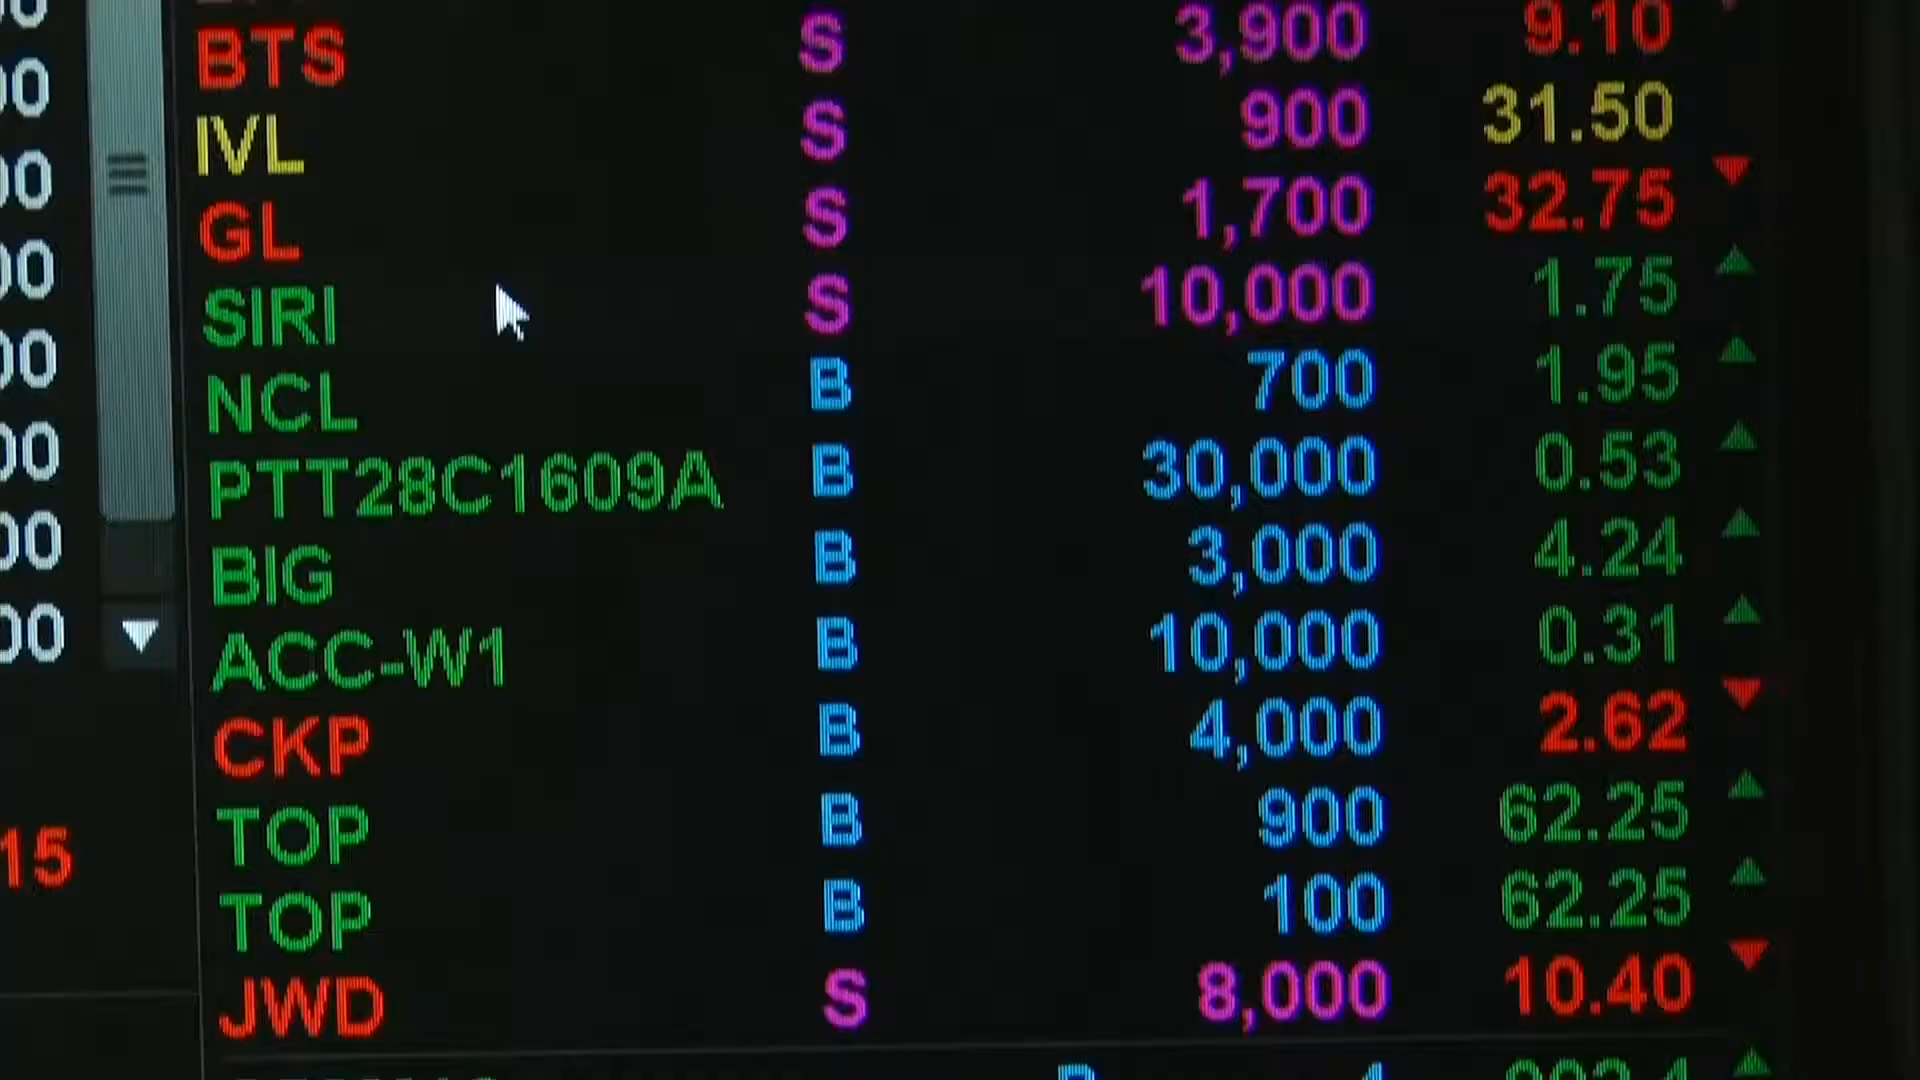 BTS S 3,900 9.10
IVL S 900 31.50
GL S 1,700 32.75
SIRI S 10,000 1.75
NCL B 700 1.95
PTT28C1609A B 30,000 0.53
BIG B 3,000 4.24
ACC-W1 B 10,000 0.31
CKP B 4,000 2.62
TOP B 900 62.25
15
TOP B 100 62.25
JWD S 8,000 10.40